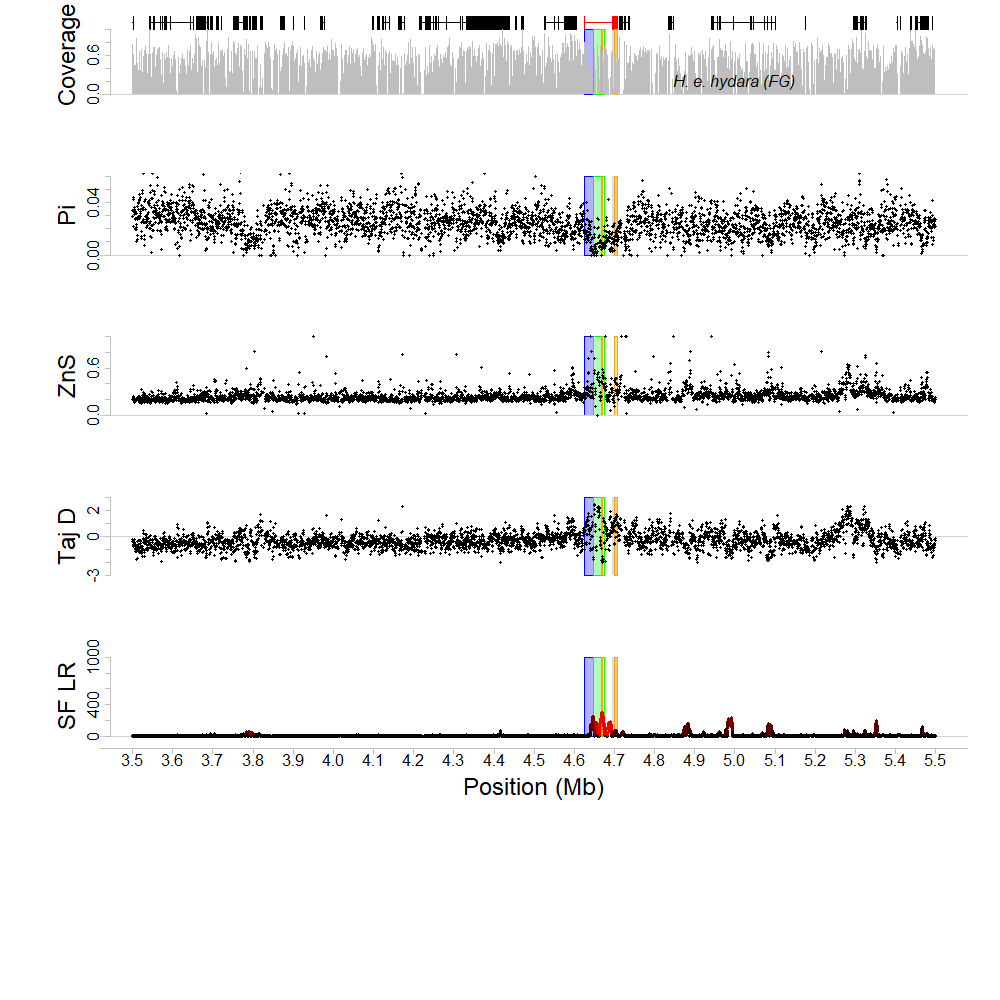 Coverage
0.0 0.6
H. e. hydara (FG)
Pi
0.00 0.04
ZnS
0.0 0.6
Taj D
-3 0 2
SF LR
0 400 1000
3.5 3.6 3.7 3.8 3.9 4.0 4.1 4.2 4.3 4.4 4.5 4.6 4.7 4.8 4.9 5.0 5.1 5.2 5.3 5.4 5.5
Position (Mb)